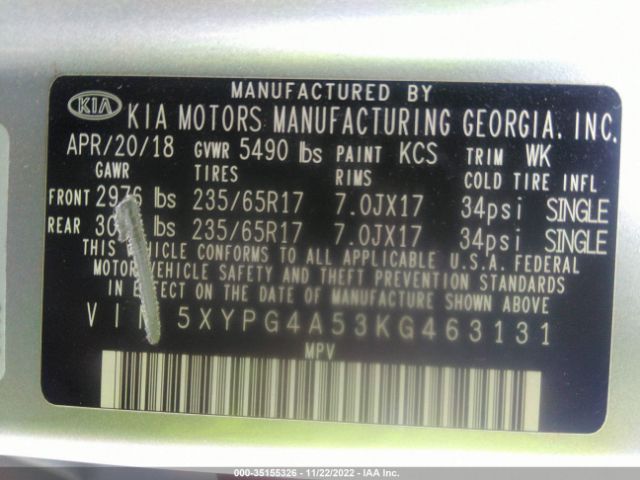 MANUFACTURED BY
KIA KIA MOTORS MANUFACTURING GEORGIA. INC.
APR/20/18 GVWR 5490 lbs PAINT KCS TRIM WK
GAWR TIRES RIMS COLD TIRE INFL
FRONT 2976 lbs 235/65R17 7.0JX17 34psi SINGLE
REAR lbs 235/65R17 7.0JX17 34psi SINGLE
THIS VEHICLE CONFORMS TO ALL APPLICABLE U.S.A. FEDERAL
MOTOR VEHICLE SAFETY AND THEFT PREVENTION STANDARDS
IN EFFECT ON THE DATE OF MANUFACTURE SHOWN ABOVE
VIN 5XYPG4A53KG463131
MPV
000-35155326 - 11/22/2022 - IAA Inc.